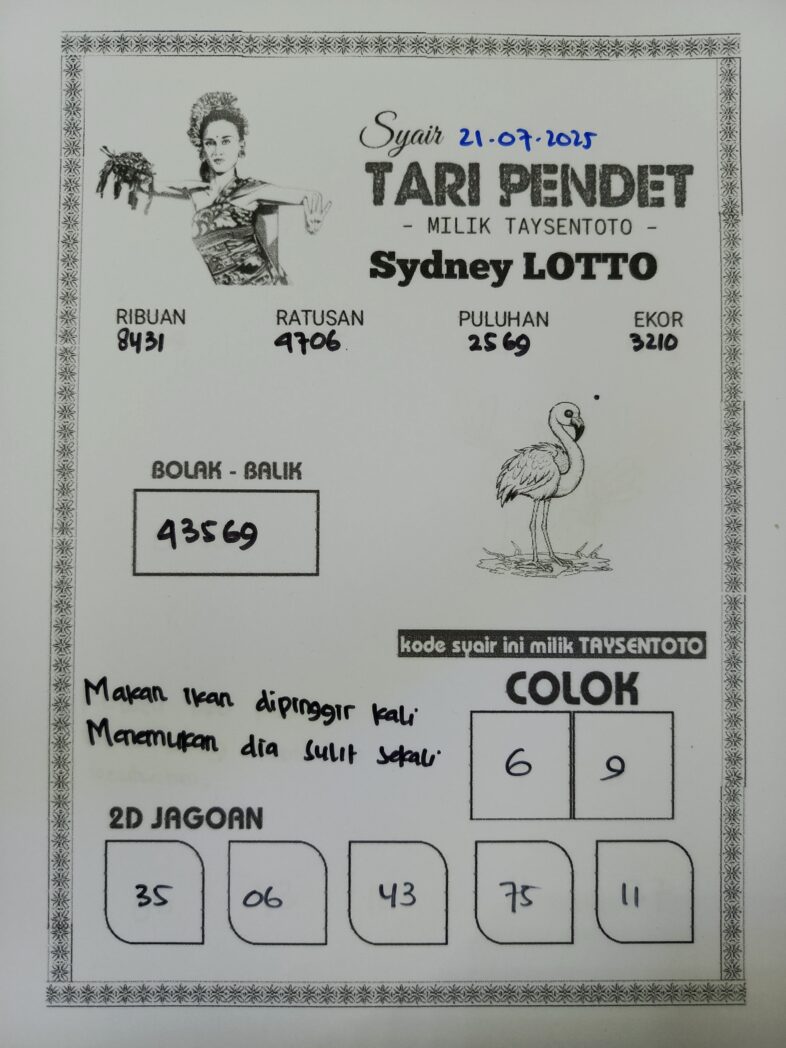 Syair 21-07-2025
TARI PENDET
- MILIK TAYSENTOTO -
Sydney LOTTO
RIBUAN RATUSAN PULUHAN EKOR
8431 4706 2569 3210
BOLAK - BALIK
43569
kode syair ini milik TAYSENTOTO
Makan ikan dipinggir kali
Menemukan dia sulit sekali
COLOK
6 9
2D JAGOAN
35 06 43 75 11